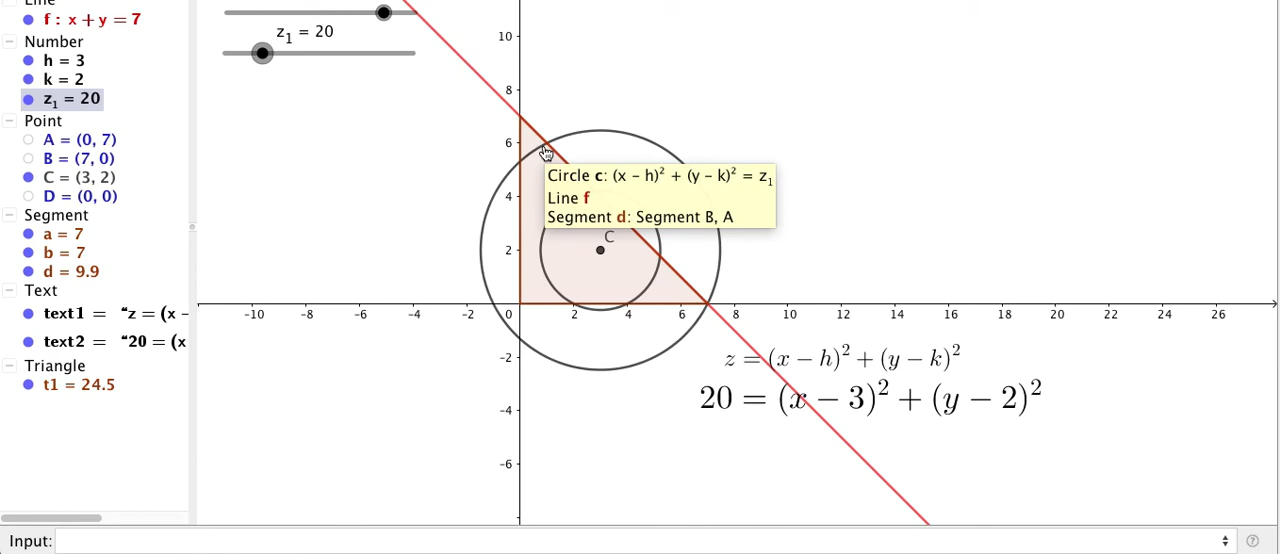 Line
f : x + y = 7
Number
h = 3
k = 2
z₁ = 20
Point
A = (0, 7)
B = (7, 0)
C = (3, 2)
D = (0, 0)
Segment
a = 7
b = 7
d = 9.9
Text
text1 = “z = (x –
text2 = “20 = (x
Triangle
t1 = 24.5
z₁ = 20
10
8
6
4
2
0
-2
-4
-6
-10 -8 -6 -4 -2 2 4 6 8 10 12 14 16 18 20 22 24 26
Circle c: (x − h)² + (y − k)² = z₁
Line f
Segment d: Segment B, A
C
z = (x − h)² + (y − k)²
20 = (x − 3)² + (y − 2)²
Input: